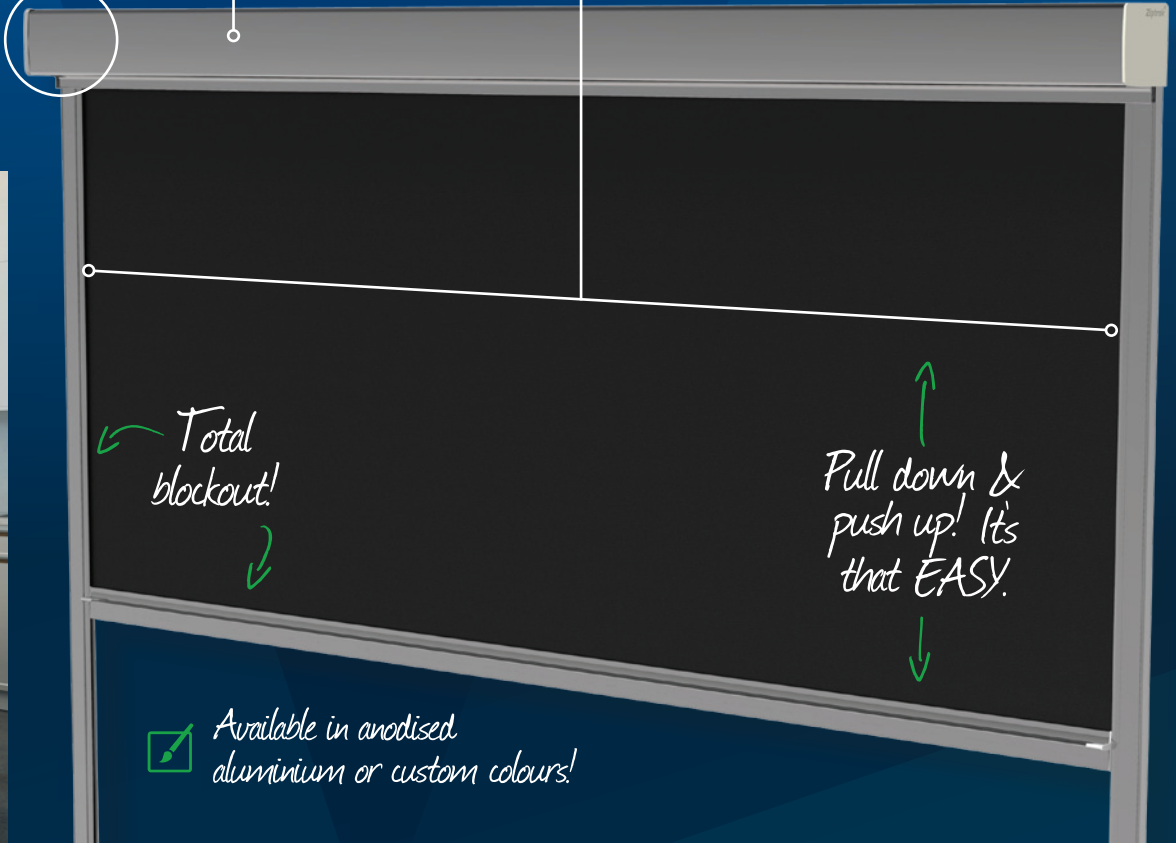 Total
blockout!
Pull down &
push up! It's
that EASY.
Available in anodised
aluminium or custom colours!